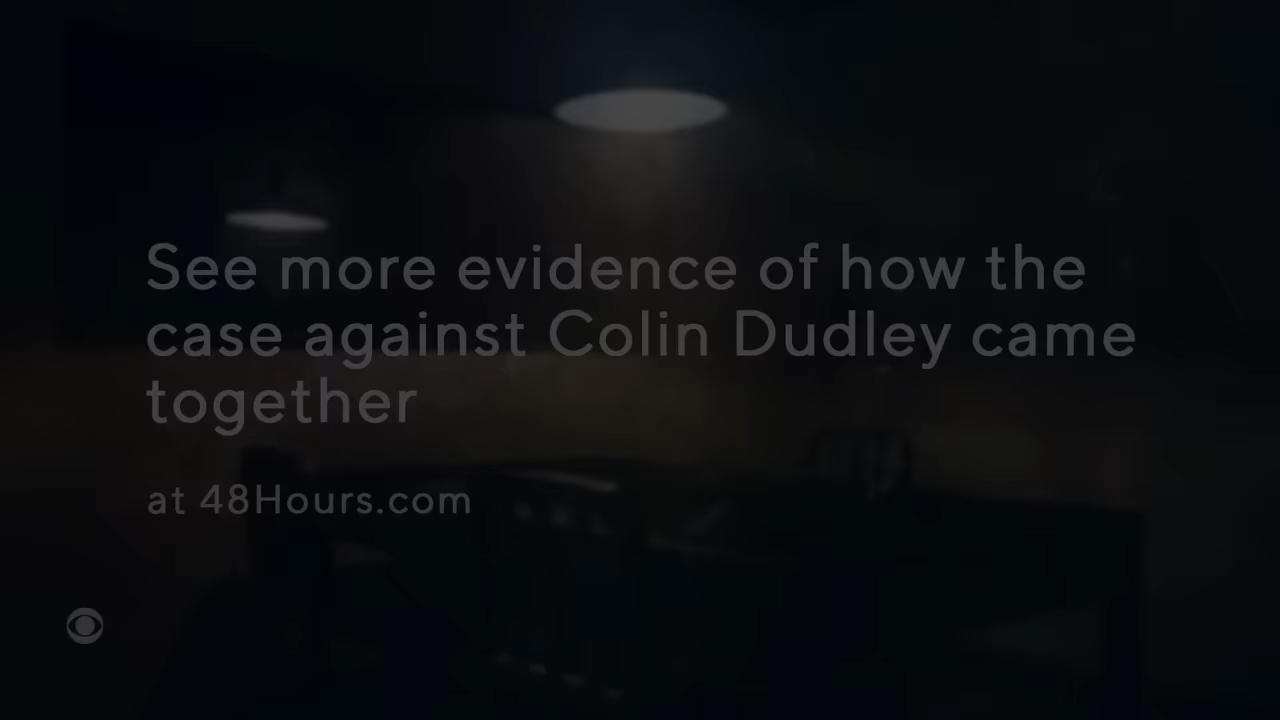 See more evidence of how the
case against Colin Dudley came
together
at 48Hours.com